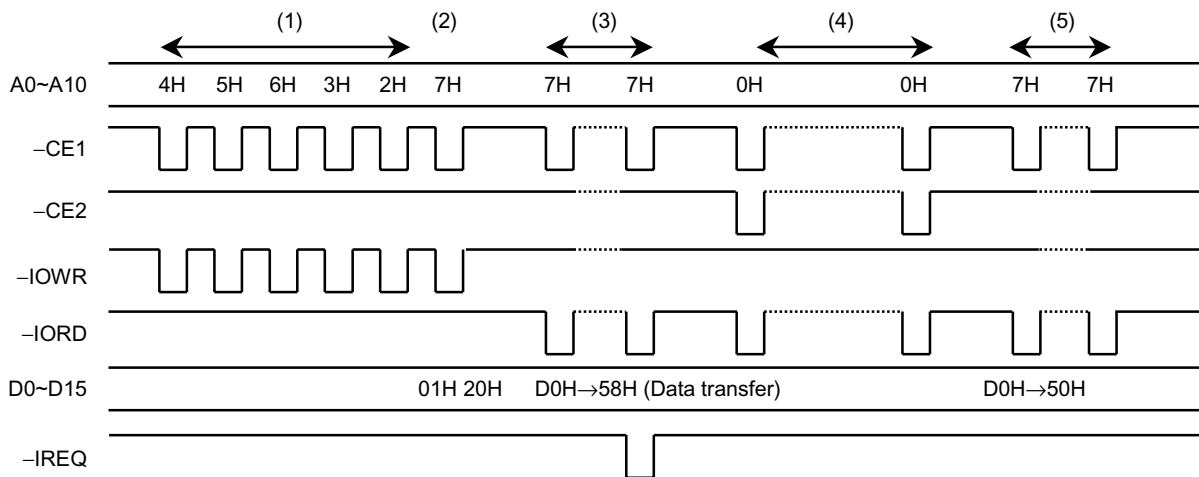 (1) (2) (3) (4) (5)
A0~A10 4H 5H 6H 3H 2H 7H 7H 7H 0H 0H 7H 7H
–CE1
–CE2
–IOWR
–IORD
D0~D15 01H 20H D0H→58H (Data transfer) D0H→50H
–IREQ